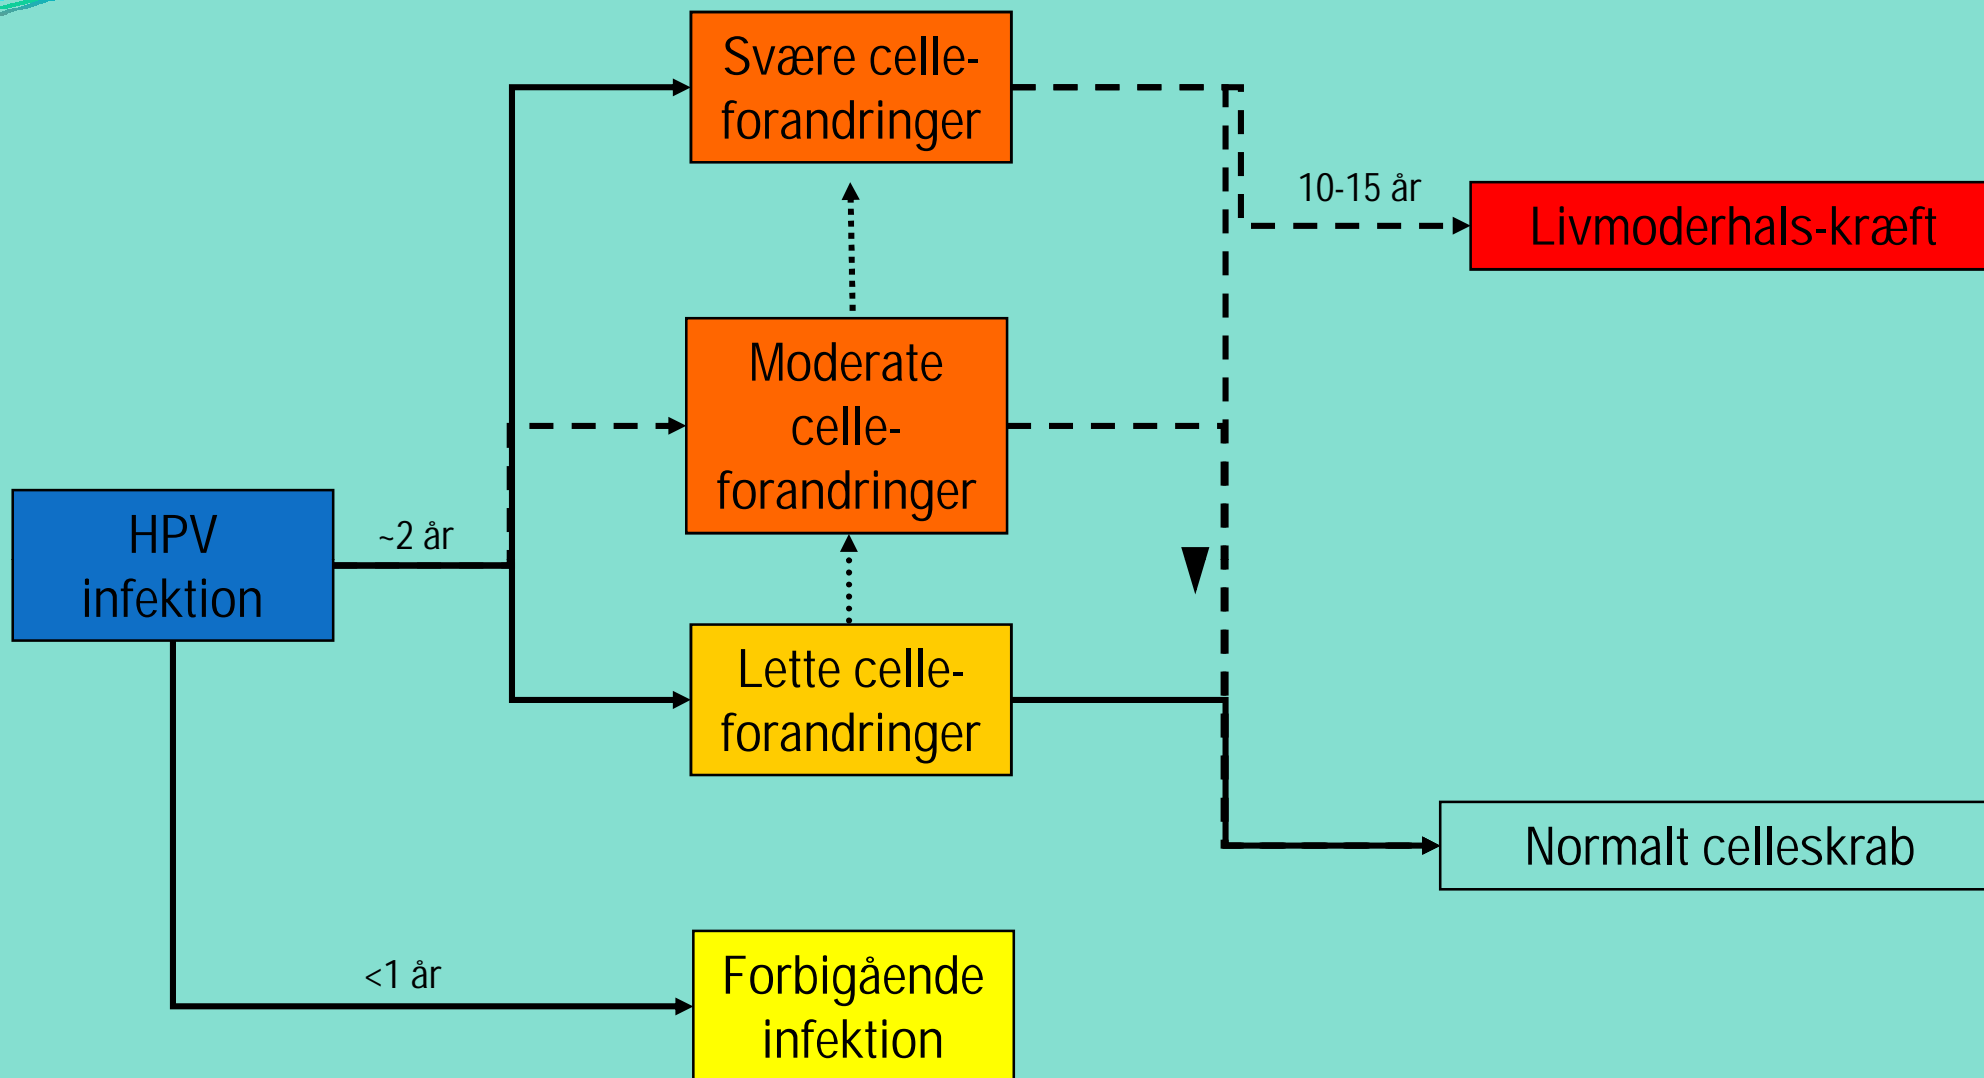 Svære celle-
forandringer
10-15 år
Livmoderhals-kræft
Moderate
celle-
forandringer
HPV
infektion
~2 år
Lette celle-
forandringer
Normalt celleskrab
<1 år
Forbigående
infektion